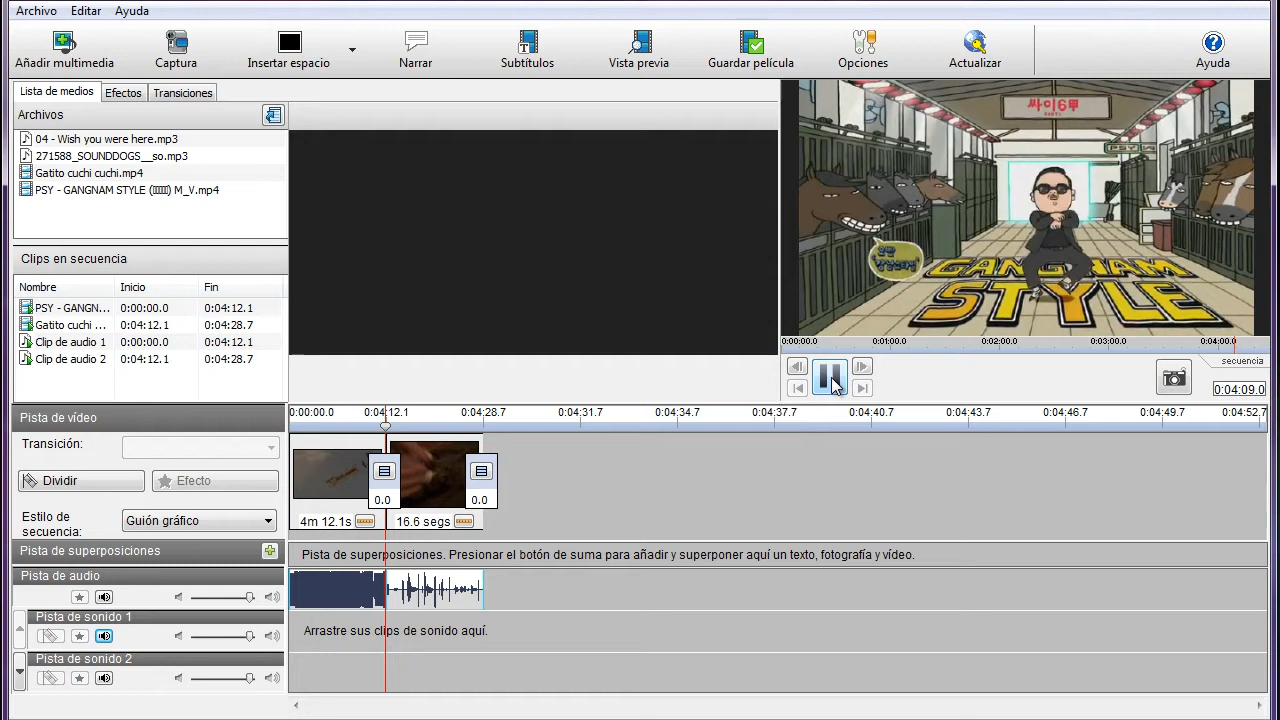 Archivo Editar Ayuda
Añadir multimedia Captura Insertar espacio Narrar Subtítulos Vista previa Guardar película Opciones Actualizar Ayuda
Lista de medios Efectos Transiciones
Archivos
04 - Wish you were here.mp3
271588_SOUNDDOGS__so.mp3
Gatito cuchi cuchi.mp4
PSY - GANGNAM STYLE (▯▯▯▯) M_V.mp4
싸이6甲
PSY
GANGNAM
STYLE
Clips en secuencia
Nombre Inicio Fin
PSY - GANGN... 0:00:00.0 0:04:12.1
Gatito cuchi ... 0:04:12.1 0:04:28.7
Clip de audio 1 0:00:00.0 0:04:12.1
Clip de audio 2 0:04:12.1 0:04:28.7
0:00:00.0 0:01:00.0 0:02:00.0 0:03:00.0 0:04:00.0
secuencia
0:04:09.0
Pista de vídeo
0:00:00.0 0:04:12.1 0:04:28.7 0:04:31.7 0:04:34.7 0:04:37.7 0:04:40.7 0:04:43.7 0:04:46.7 0:04:49.7 0:04:52.7
Transición:
Dividir Efecto
0.0 0.0
Estilo de secuencia: Guión gráfico
4m 12.1s 16.6 segs
Pista de superposiciones
Pista de superposiciones. Presionar el botón de suma para añadir y superponer aquí un texto, fotografía y vídeo.
Pista de audio
Pista de sonido 1
Arrastre sus clips de sonido aquí.
Pista de sonido 2